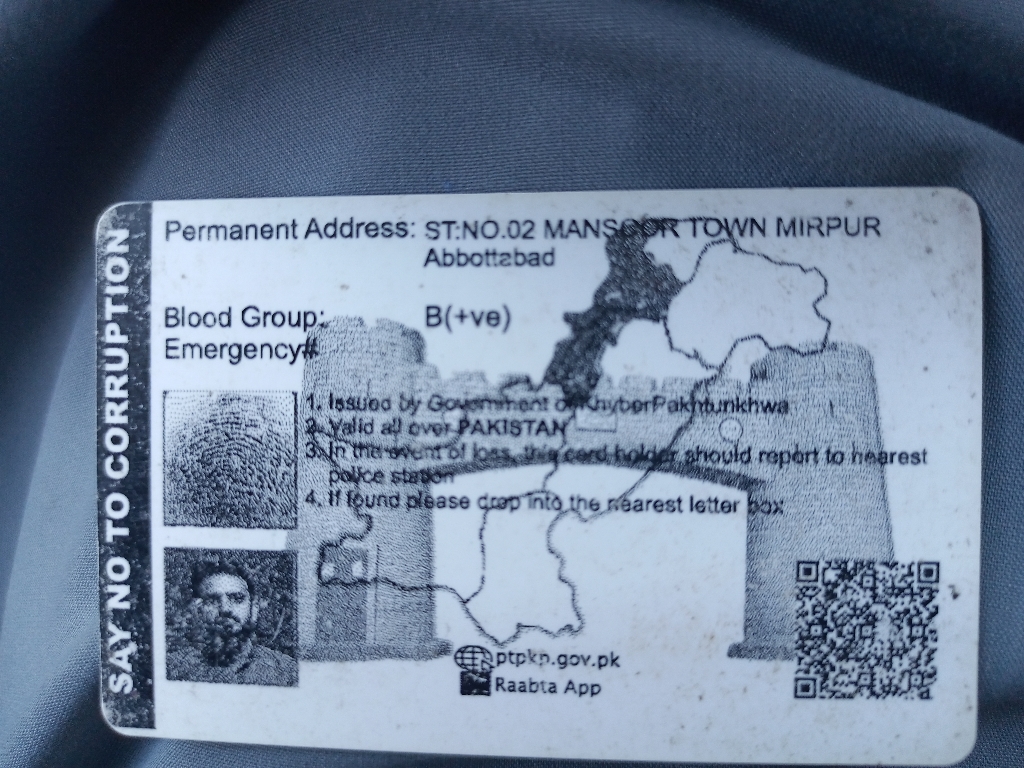 SAY NO TO CORRUPTION
Permanent Address: ST:NO.02 MANSOOR TOWN MIRPUR
Abbottabad
Blood Group: B(+ve)
Emergency#
1. Issued by Government of KhyberPakhtunkhwa
2. Valid all over PAKISTAN
3. In the event of loss, this card holder should report to nearest
police station
4. If found please drop into the nearest letter box
ptpkp.gov.pk
Raabta App